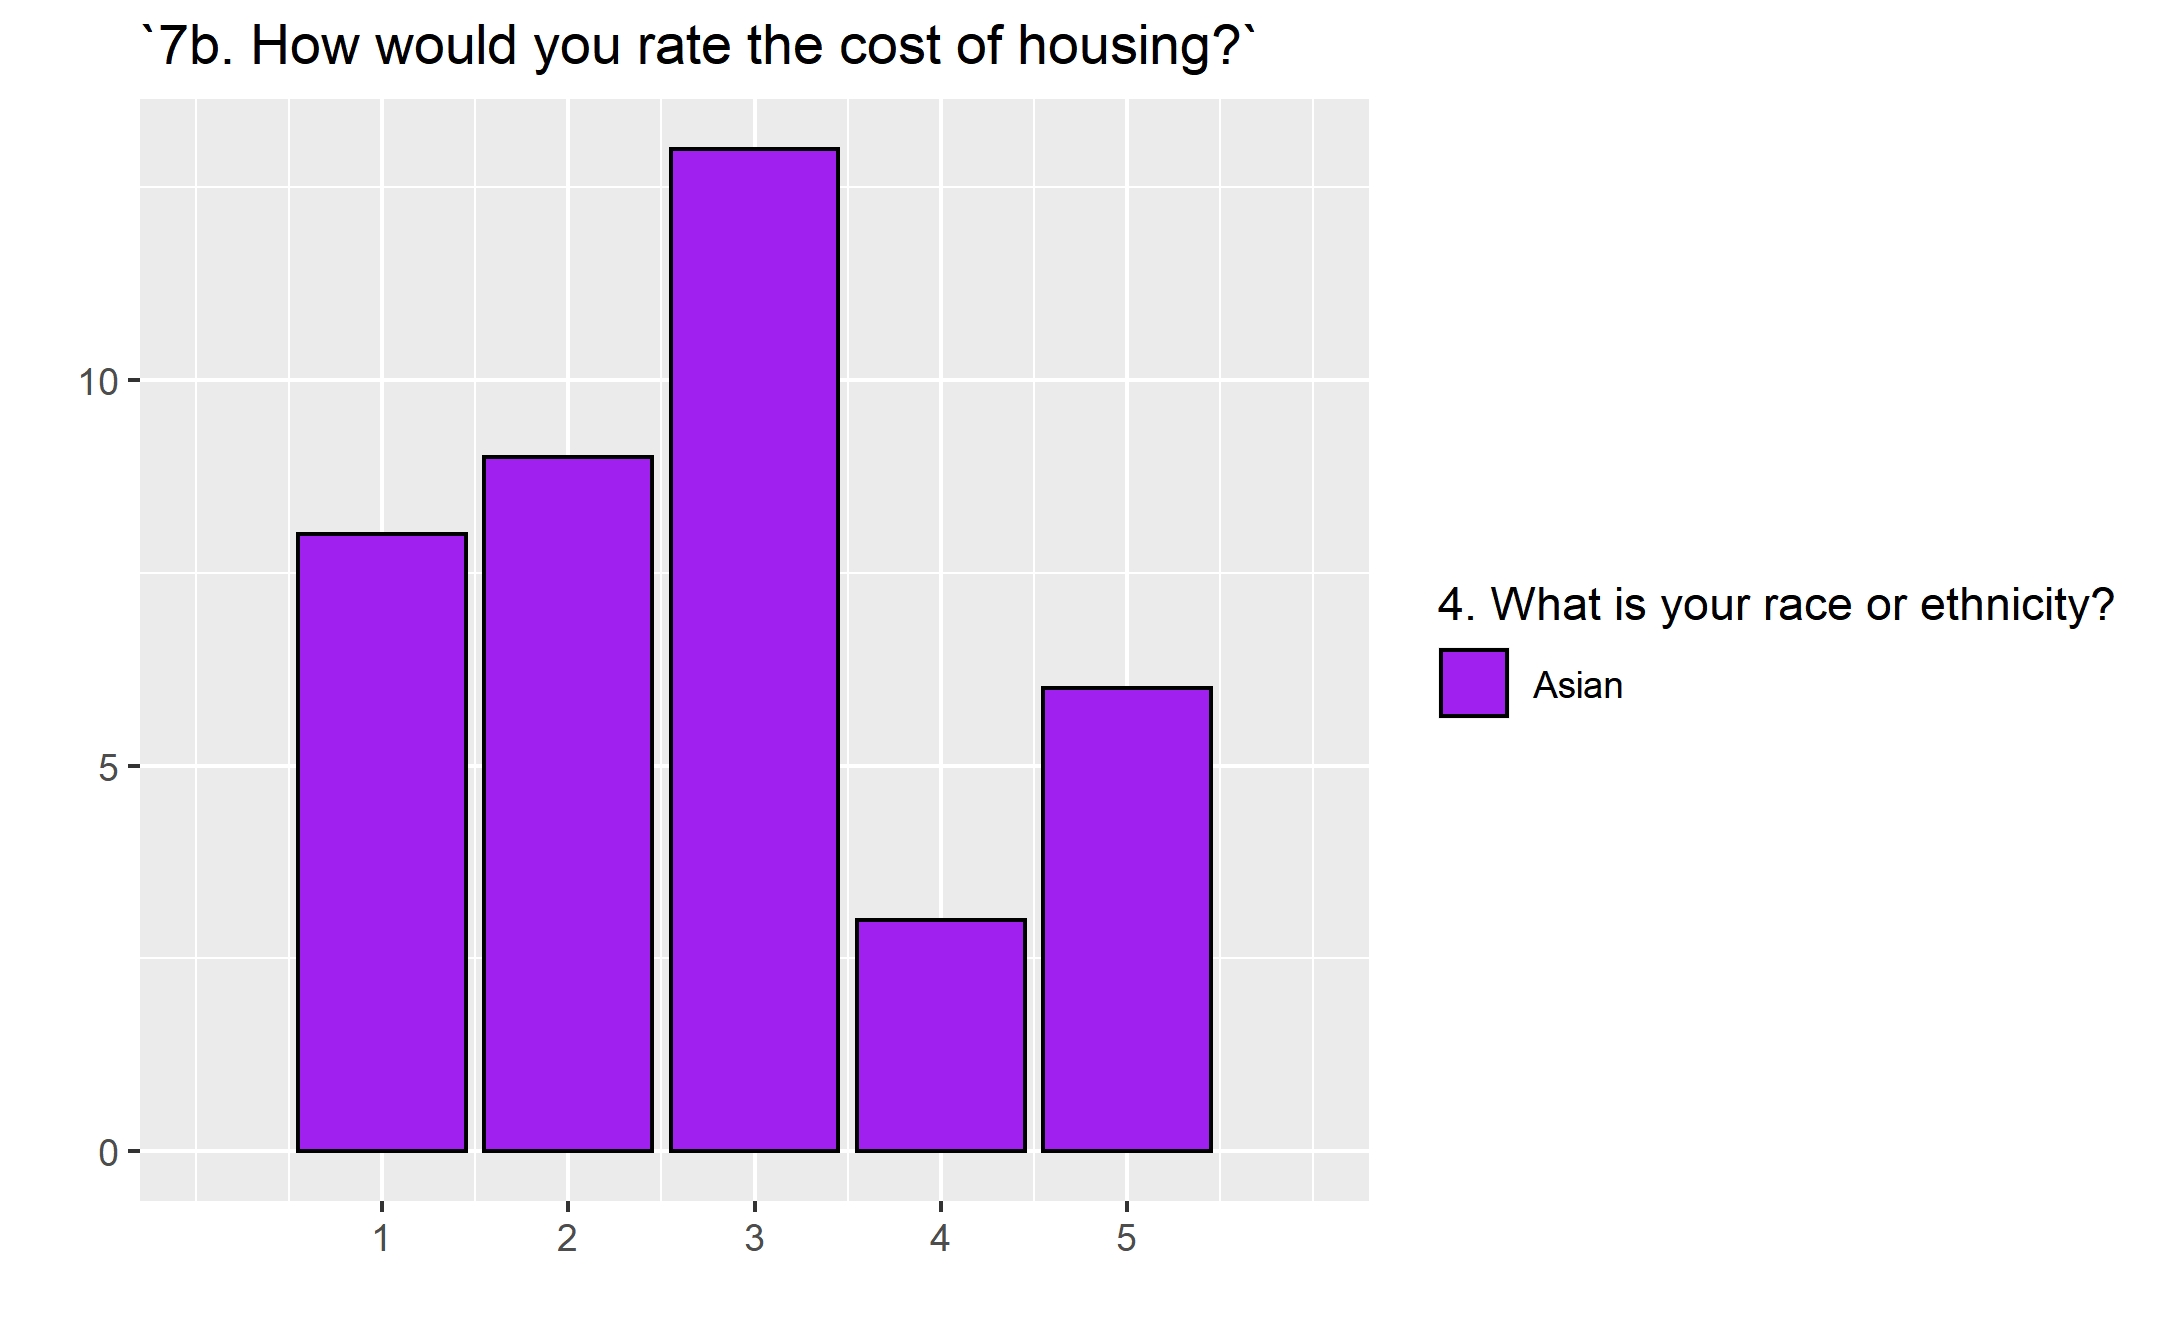 `7b. How would you rate the cost of housing?`
10
5
0
1 2 3 4 5
4. What is your race or ethnicity?
Asian